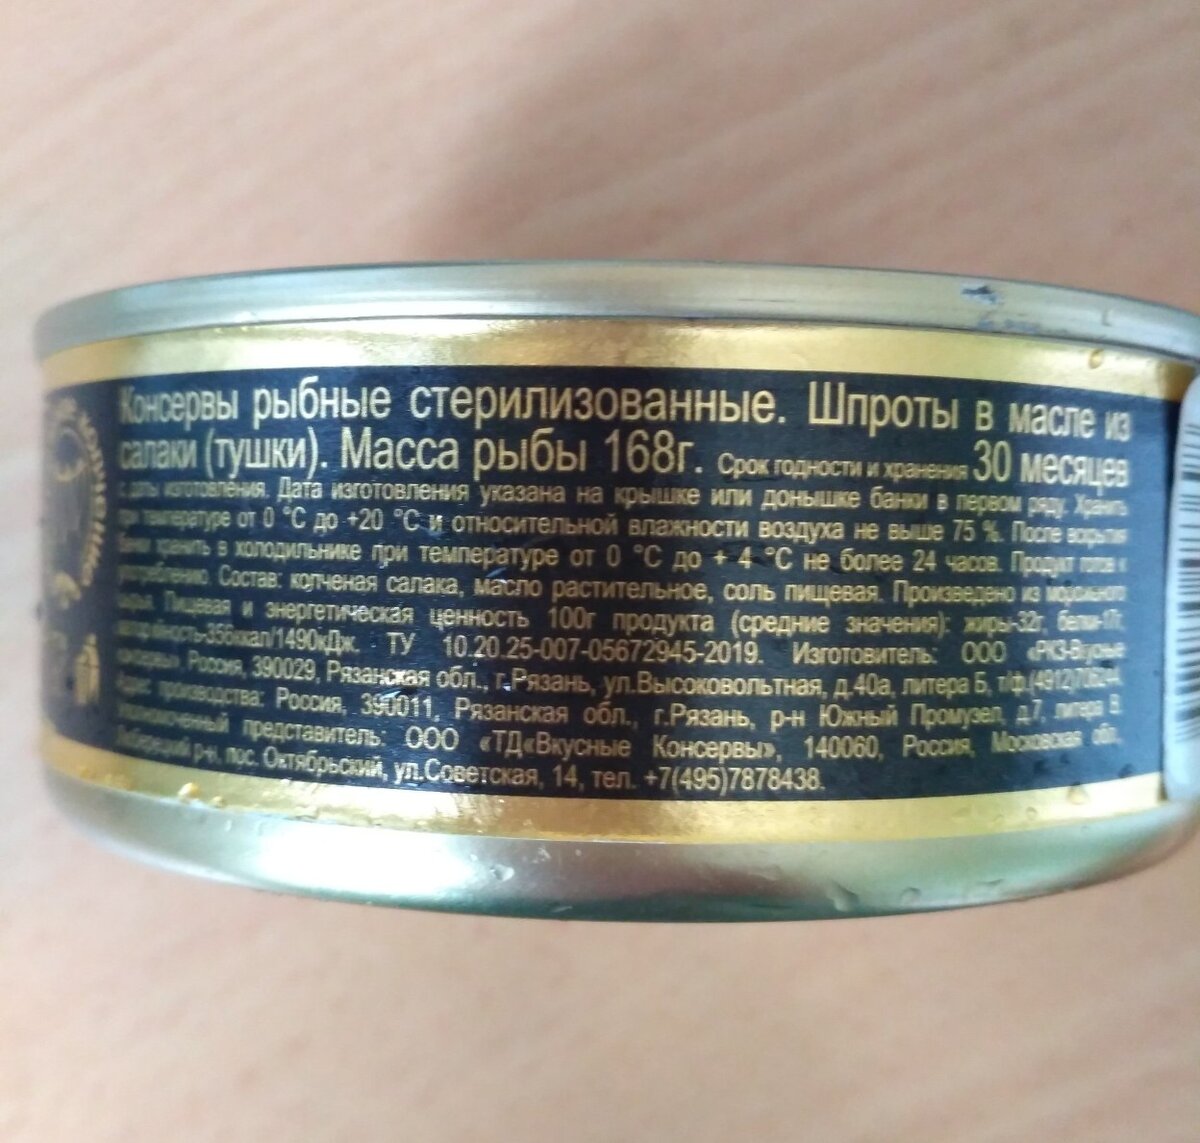 Консервы рыбные стерилизованные. Шпроты в масле из
салаки (тушки). Масса рыбы 168г. Срок годности и хранения 30 месяцев
с даты изготовления. Дата изготовления указана на крышке или донышке банки в первом ряду. Хранить
при температуре от 0 °С до +20 °С и относительной влажности воздуха не выше 75 %. После вскрытия
банки хранить в холодильнике при температуре от 0 °С до + 4 °С не более 24 часов. Продукт готов к
употреблению. Состав: копченая салака, масло растительное, соль пищевая. Произведено из мороженого
сырья. Пищевая и энергетическая ценность 100г продукта (средние значения): жиры-32г, белки-17г,
калорийность-356ккал/1490кДж. ТУ 10.20.25-007-05672945-2019. Изготовитель: ООО «РКЗ-Вкусные
консервы». Россия, 390029, Рязанская обл., г.Рязань, ул.Высоковольтная, д.40а, литера Б, т/ф.
Адрес производства: Россия, 390011, Рязанская обл., г.Рязань, р-н Южный Промузел, д.7, литера В.
Уполномоченный представитель: ООО «ТД«Вкусные Консервы», 140060, Россия, Московская обл.,
Люберецкий р-н, пос. Октябрьский, ул.Советская, 14, тел. +7(495)7878438.